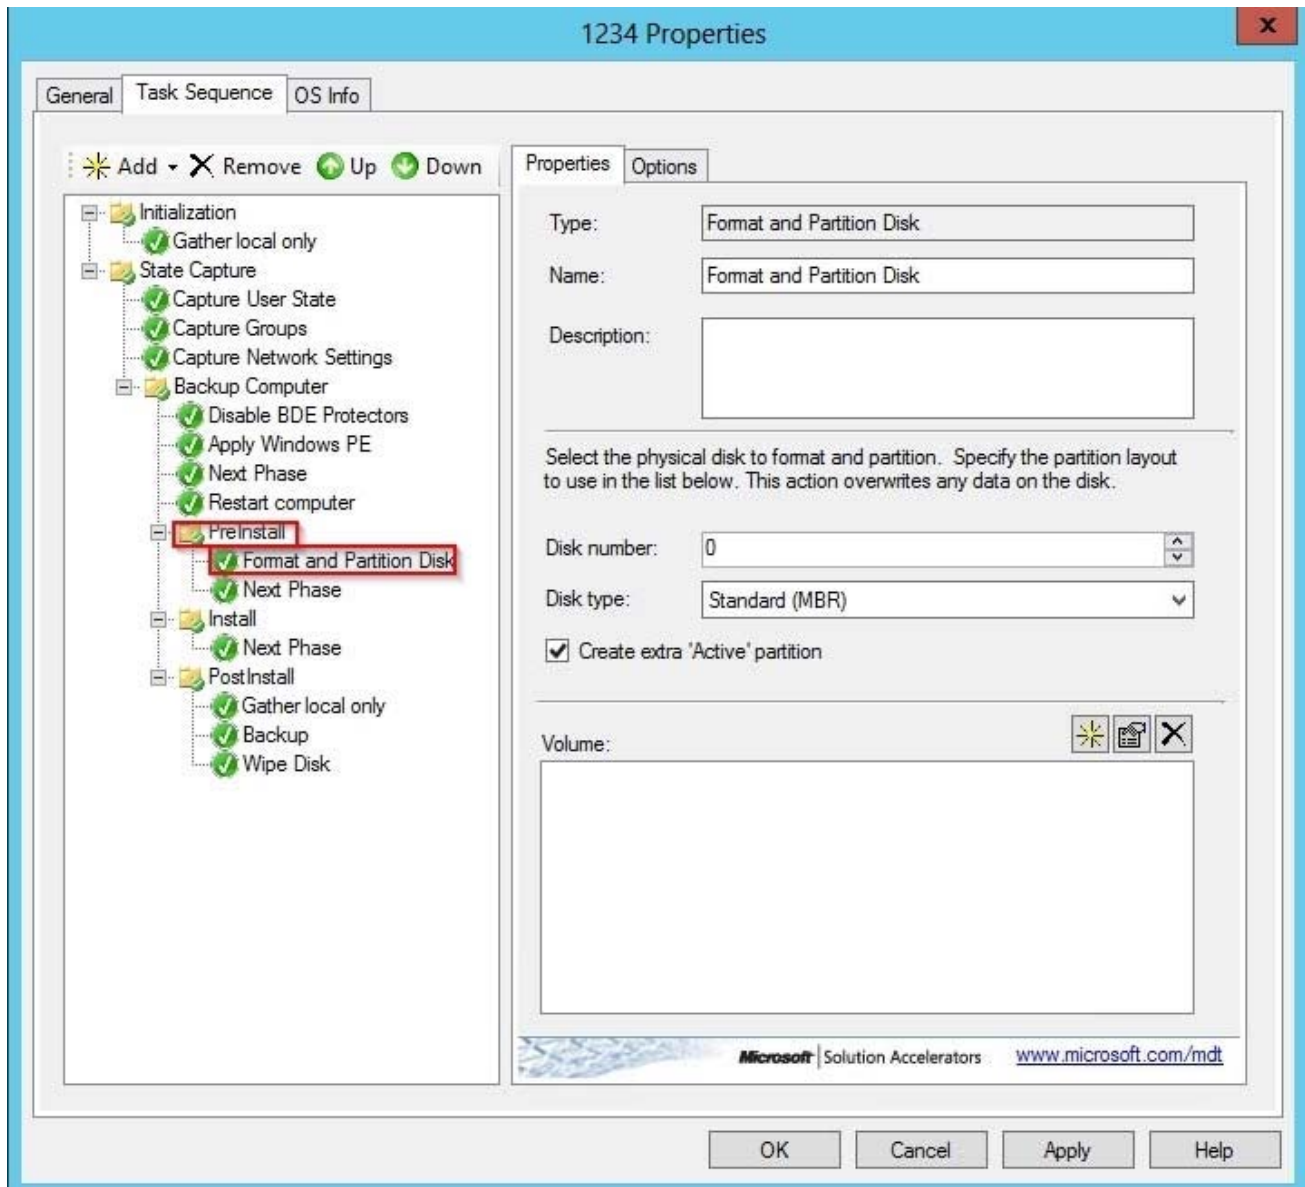 1234 Properties
x
General
Task Sequence
OS Info
Add
Remove
Up
Down
Initialization
Gather local only
State Capture
Capture User State
Capture Groups
Capture Network Settings
Backup Computer
Disable BDE Protectors
Apply Windows PE
Next Phase
Restart computer
PreInstall
Format and Partition Disk
Next Phase
Install
Next Phase
PostInstall
Gather local only
Backup
Wipe Disk
Properties
Options
Type:
Format and Partition Disk
Name:
Format and Partition Disk
Description:
Select the physical disk to format and partition. Specify the partition layout
to use in the list below. This action overwrites any data on the disk.
Disk number:
0
Disk type:
Standard (MBR)
Create extra 'Active' partition
Volume:
Microsoft Solution Accelerators
www.microsoft.com/mdt
OK
Cancel
Apply
Help